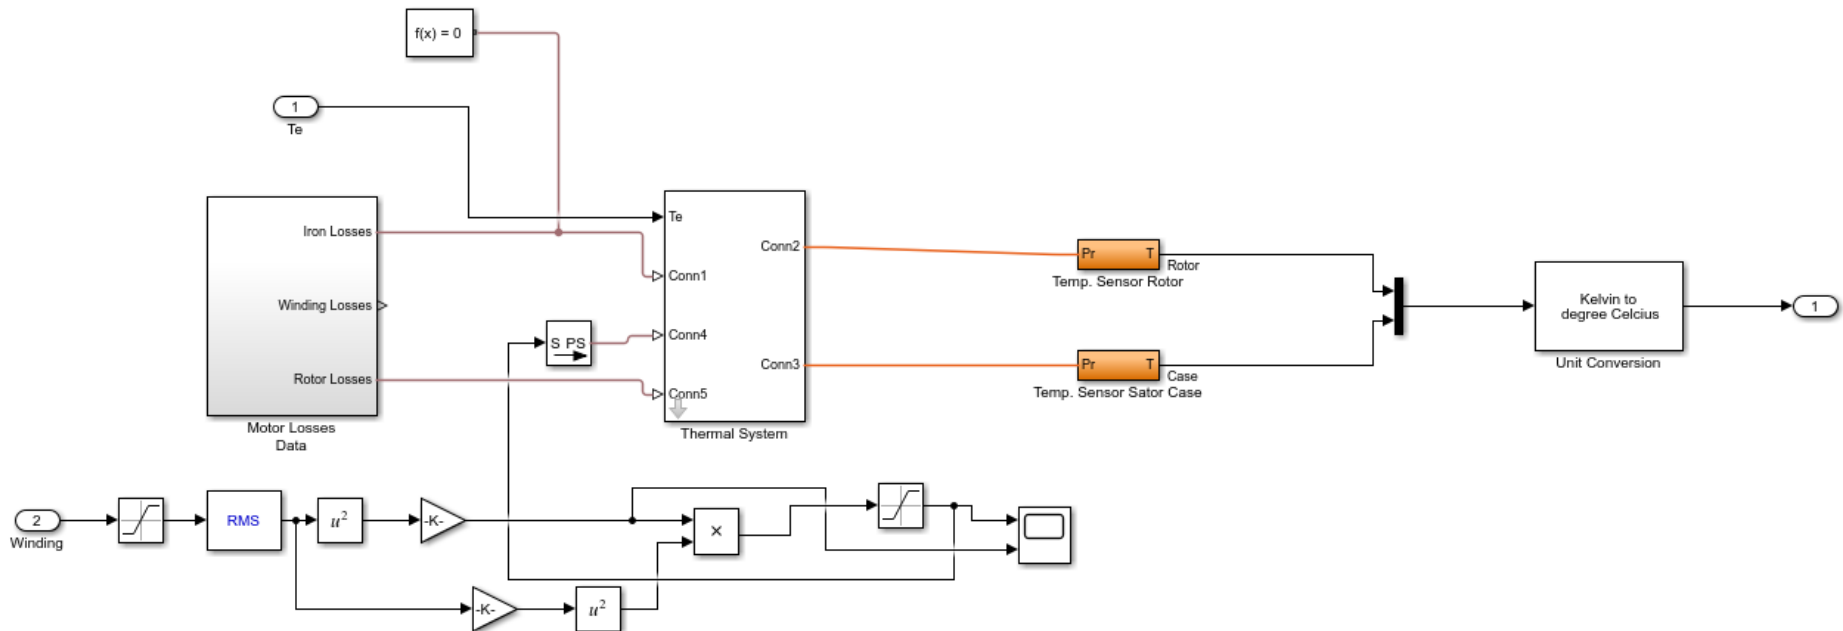 f(x) = 0
1
Te
Iron Losses
Winding Losses
Rotor Losses
Motor Losses
Data
Te
Conn1
Conn4
Conn5
Conn2
Conn3
Thermal System
S PS
Pr T
Rotor
Temp. Sensor Rotor
Pr T
Case
Temp. Sensor Sator Case
Kelvin to
degree Celcius
Unit Conversion
1
2
Winding
RMS
u²
-K-
×
-K-
u²